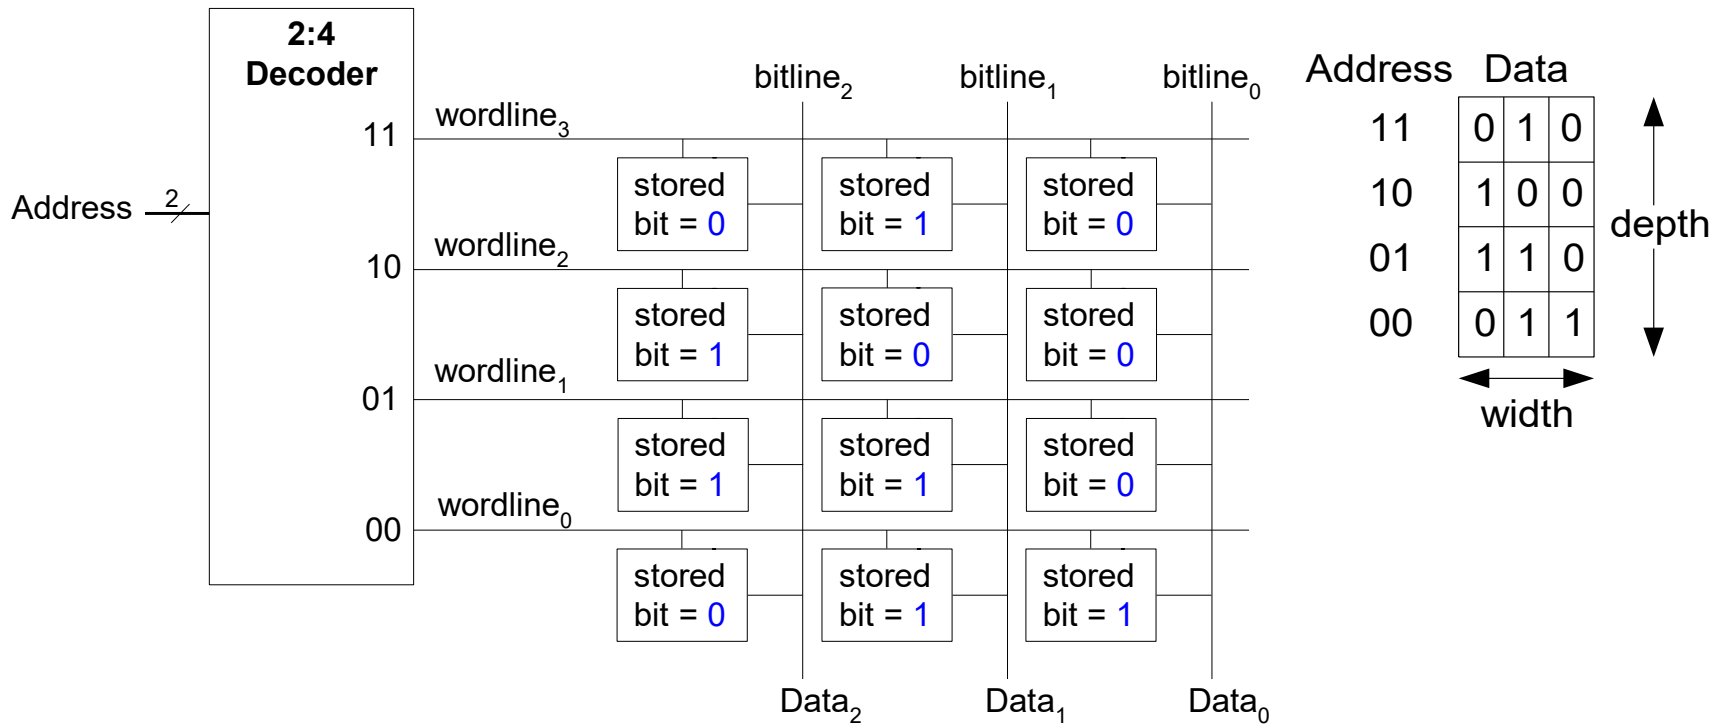 2:4
Decoder
Address
2
11
10
01
00
wordline3
wordline2
wordline1
wordline0
bitline2 bitline1 bitline0
stored bit = 0
stored bit = 1
stored bit = 0
stored bit = 1
stored bit = 0
stored bit = 0
stored bit = 1
stored bit = 1
stored bit = 0
stored bit = 0
stored bit = 1
stored bit = 1
Data2 Data1 Data0
Address Data
11 0 1 0
10 1 0 0
01 1 1 0
00 0 1 1
depth
width